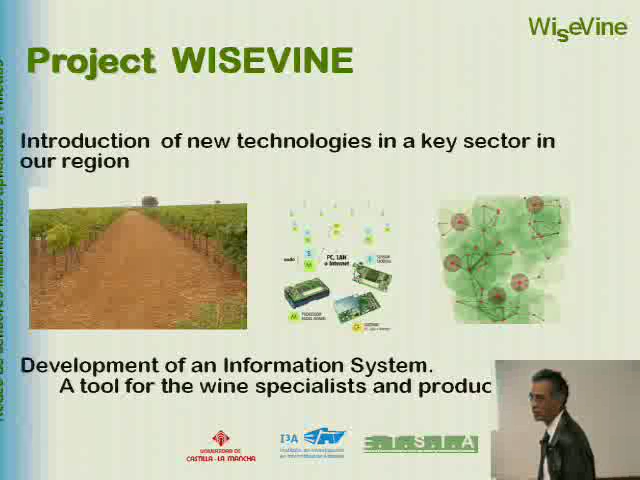 WiseVine
Project WISEVINE
Introduction of new technologies in a key sector in
our region
PC, LAN
o Internet
Development of an Information System.
A tool for the wine specialists and produc
UNIVERSIDAD DE
CASTILLA-LA MANCHA
I3A